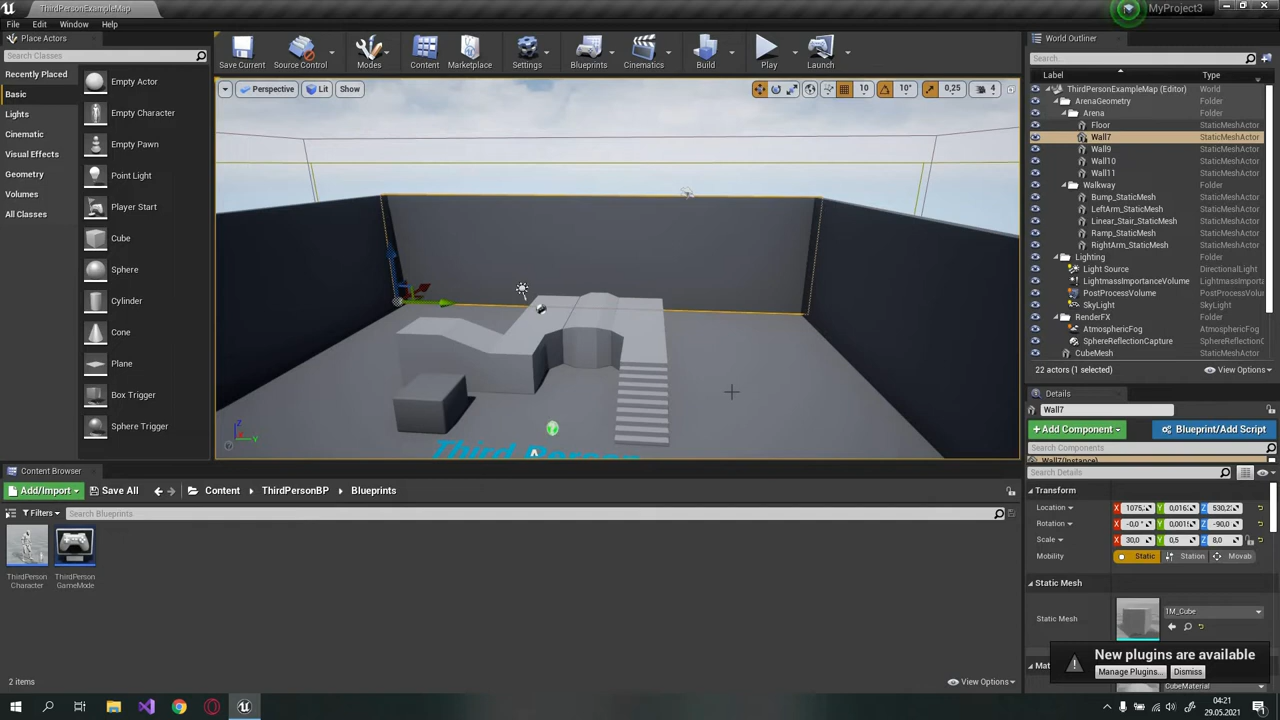 ThirdPersonExampleMap
MyProject3
File Edit Window Help
Place Actors
Search Classes
Recently Placed
Basic
Lights
Cinematic
Visual Effects
Geometry
Volumes
All Classes
Empty Actor
Empty Character
Empty Pawn
Point Light
Player Start
Cube
Sphere
Cylinder
Cone
Plane
Box Trigger
Sphere Trigger
Save Current
Source Control
Modes
Content
Marketplace
Settings
Blueprints
Cinematics
Build
Play
Launch
Perspective Lit Show
10 10° 0,25 4
Third Person
World Outliner
Search...
Label Type
ThirdPersonExampleMap (Editor) World
ArenaGeometry Folder
Arena Folder
Floor StaticMeshActor
Wall7 StaticMeshActor
Wall9 StaticMeshActor
Wall10 StaticMeshActor
Wall11 StaticMeshActor
Walkway Folder
Bump_StaticMesh StaticMeshActor
LeftArm_StaticMesh StaticMeshActor
Linear_Stair_StaticMesh StaticMeshActor
Ramp_StaticMesh StaticMeshActor
RightArm_StaticMesh StaticMeshActor
Lighting Folder
Light Source DirectionalLight
LightmassImportanceVolume LightmassImporta
PostProcessVolume PostProcessVolum
SkyLight SkyLight
RenderFX Folder
AtmosphericFog AtmosphericFog
SphereReflectionCapture SphereReflectionC
CubeMesh StaticMeshActor
22 actors (1 selected)
View Options
Details
Wall7
+Add Component
Blueprint/Add Script
Search Components
Wall7(Instance)
Search Details
Transform
Location X 1075, Y 0,016 Z 530,2
Rotation X -0,0 ° Y 0,001 Z -90,0
Scale X 30,0 Y 0,5 Z 8,0
Mobility Static Station Movab
Static Mesh
Static Mesh
1M_Cube
New plugins are available
Manage Plugins... Dismiss
CubeMaterial
Content Browser
Add/Import
Save All
Content
ThirdPersonBP
Blueprints
Filters
Search Blueprints
ThirdPerson
Character
ThirdPerson
GameMode
2 items
View Options
04:21
29.05.2021